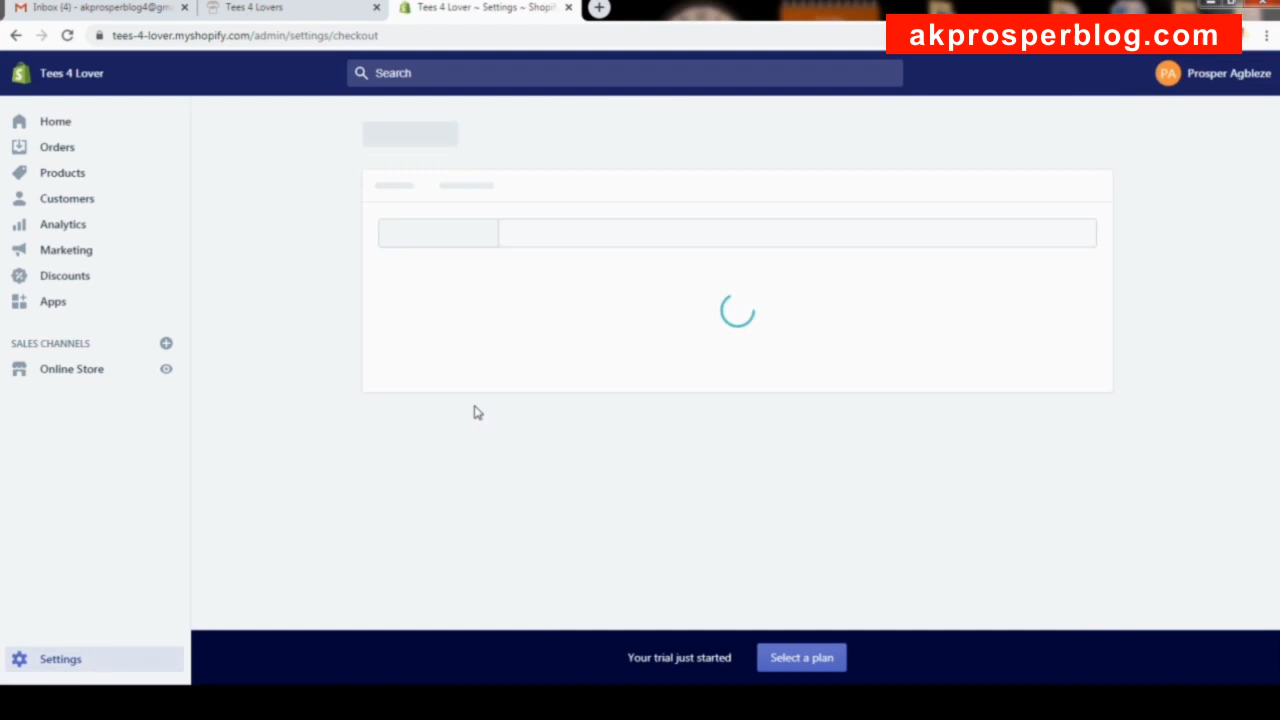 Inbox (4) - akprosperblog4@gm
Tees 4 Lovers
Tees 4 Lover ~ Settings ~ Shopif
tees-4-lover.myshopify.com/admin/settings/checkout
akprosperblog.com
Tees 4 Lover
Search
PA
Prosper Agbleze
Home
Orders
Products
Customers
Analytics
Marketing
Discounts
Apps
SALES CHANNELS
Online Store
Settings
Your trial just started
Select a plan